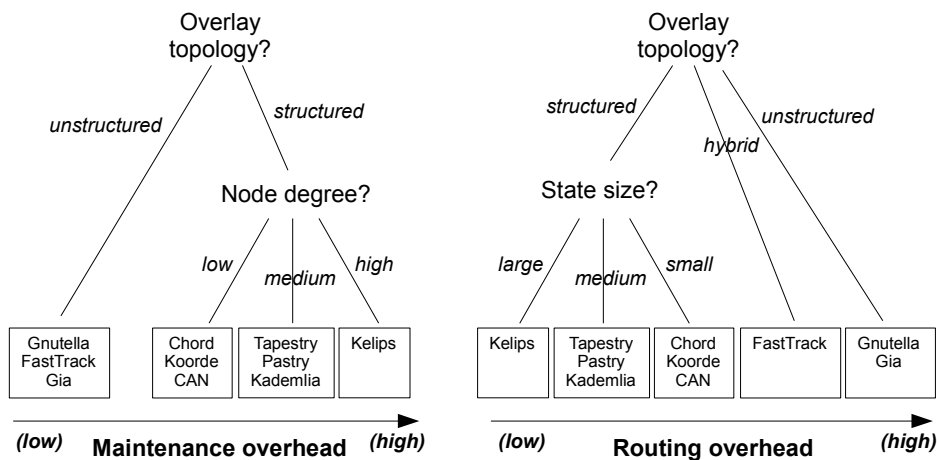 Overlay
topology?
unstructured
structured
Node degree?
low
medium
high
Gnutella
FastTrack
Gia
Chord
Koorde
CAN
Tapestry
Pastry
Kademlia
Kelips
(low)
Maintenance overhead
(high)
Overlay
topology?
structured
hybrid
unstructured
State size?
large
medium
small
Kelips
Tapestry
Pastry
Kademlia
Chord
Koorde
CAN
FastTrack
Gnutella
Gia
(low)
Routing overhead
(high)